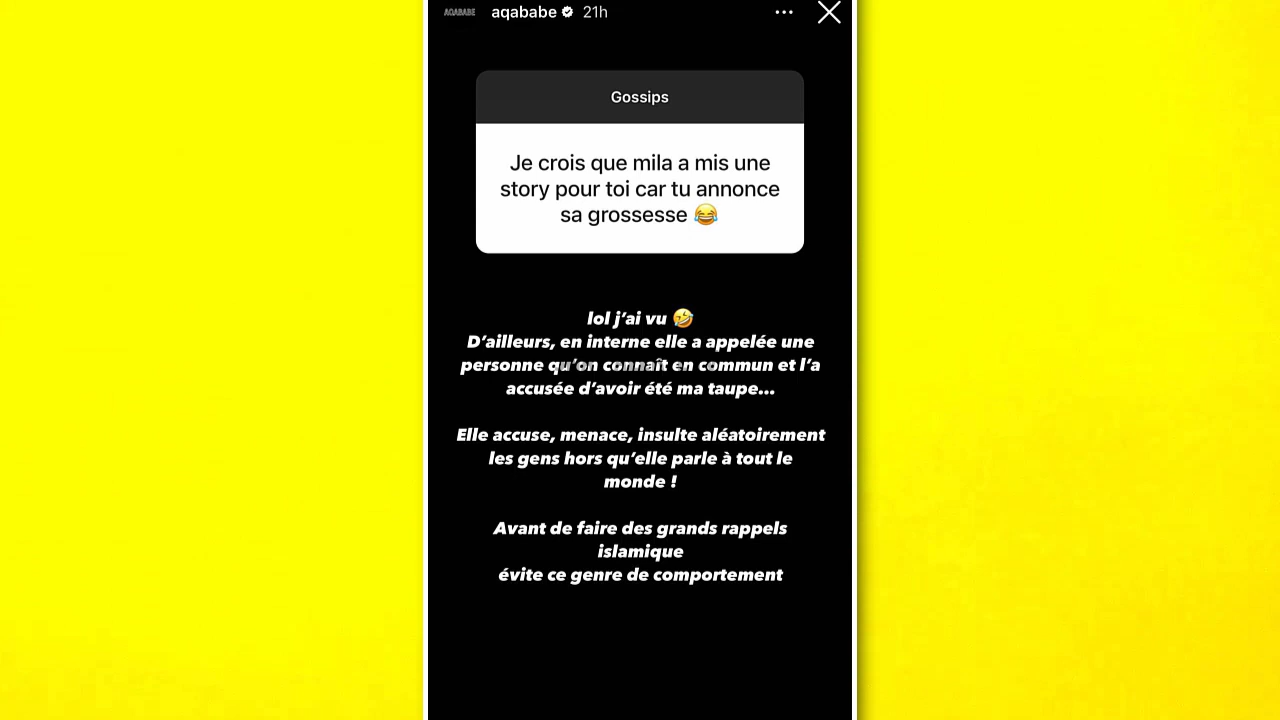 AQABABE aqababe 21h
Gossips
Je crois que mila a mis une
story pour toi car tu annonce
sa grossesse 😂
lol j'ai vu 🤣
D'ailleurs, en interne elle a appelée une
personne qu'on connaît en commun et l'a
accusée d'avoir été ma taupe...
Elle accuse, menace, insulte aléatoirement
les gens hors qu'elle parle à tout le
monde !
Avant de faire des grands rappels
islamique
évite ce genre de comportement